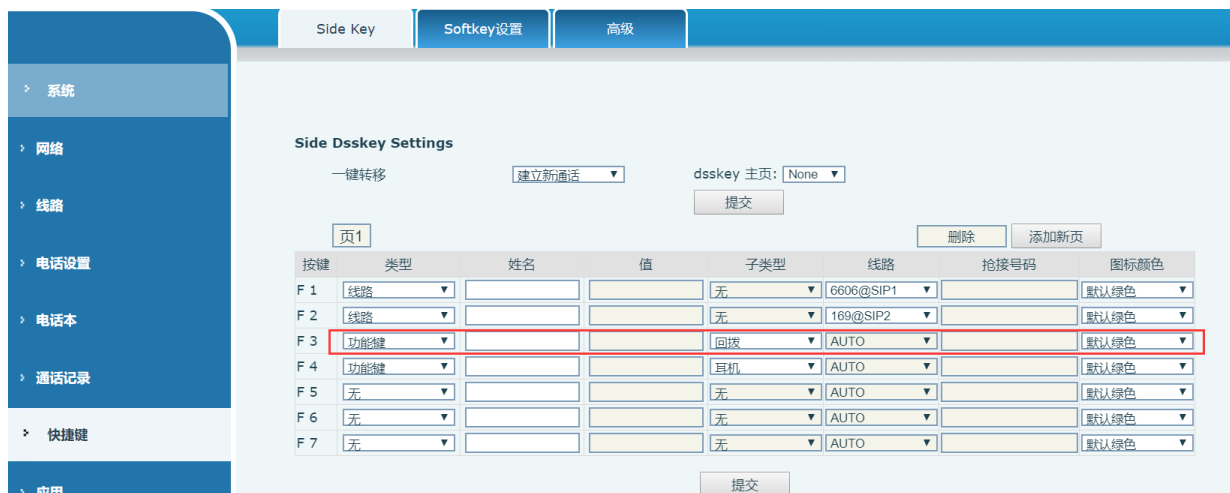 Side Key Softkey设置 高级
系统
网络
线路
电话设置
电话本
通话记录
快捷键
应用
Side Dsskey Settings
一键转移 建立新通话 dsskey 主页: None
提交
页1 删除 添加新页
按键 类型 姓名 值 子类型 线路 抢接号码 图标颜色
F 1 线路 无 6606@SIP1 默认绿色
F 2 线路 无 169@SIP2 默认绿色
F 3 功能键 回拨 AUTO 默认绿色
F 4 功能键 耳机 AUTO 默认绿色
F 5 无 无 AUTO 默认绿色
F 6 无 无 AUTO 默认绿色
F 7 无 无 AUTO 默认绿色
提交